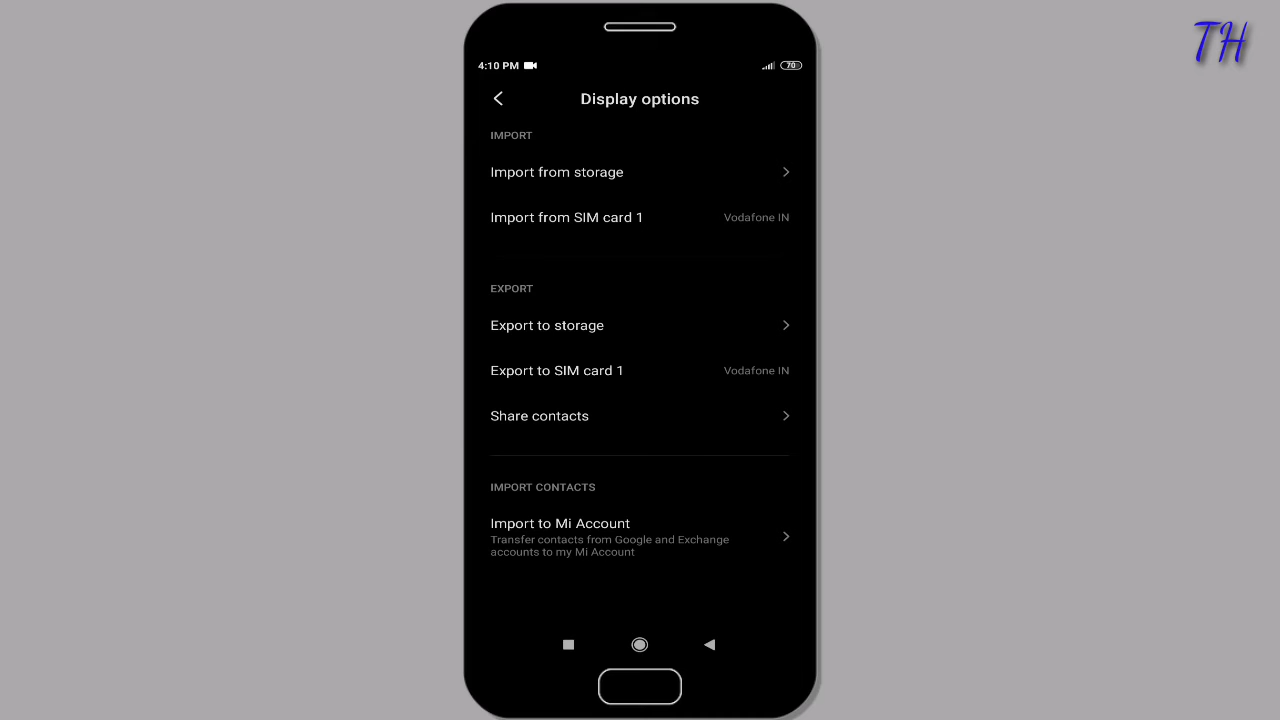 TH
4:10 PM 70
Display options
IMPORT
Import from storage
Import from SIM card 1 Vodafone IN
EXPORT
Export to storage
Export to SIM card 1 Vodafone IN
Share contacts
IMPORT CONTACTS
Import to Mi Account
Transfer contacts from Google and Exchange
accounts to my Mi Account